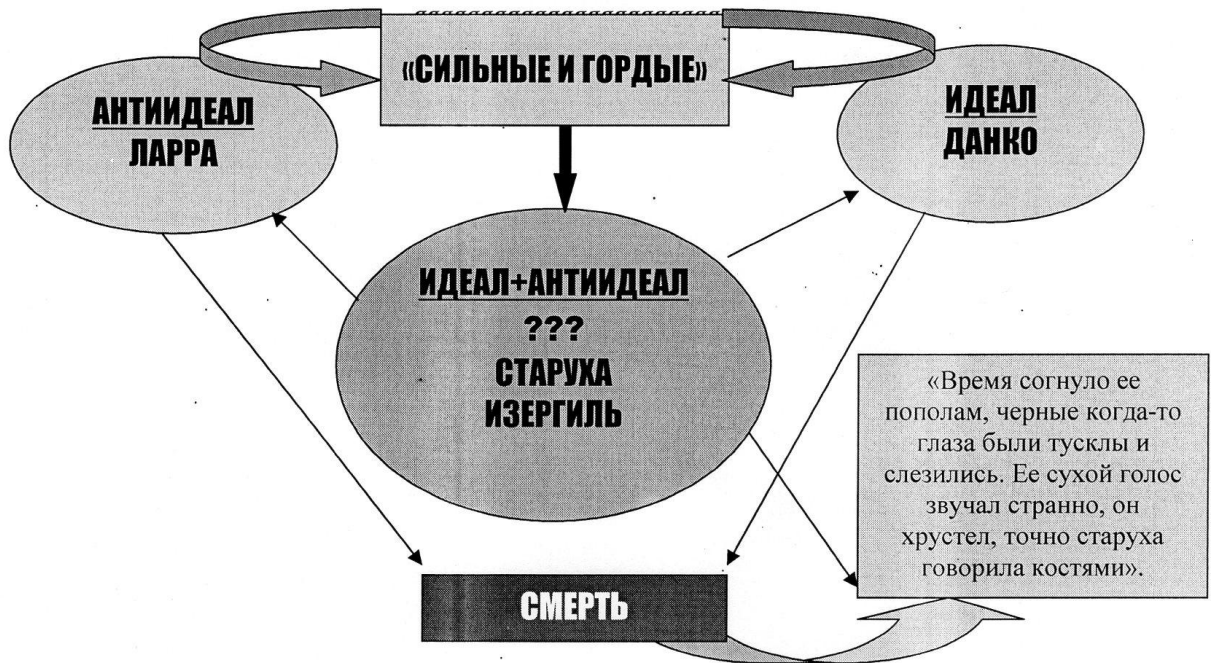 «СИЛЬНЫЕ И ГОРДЫЕ»
АНТИИДЕАЛ
ЛАРРА
ИДЕАЛ
ДАНКО
ИДЕАЛ+АНТИИДЕАЛ
???
СТАРУХА
ИЗЕРГИЛЬ
«Время согнуло ее
пополам, черные когда-то
глаза были тусклы и
слезились. Ее сухой голос
звучал странно, он
хрустел, точно старуха
говорила костями».
СМЕРТЬ